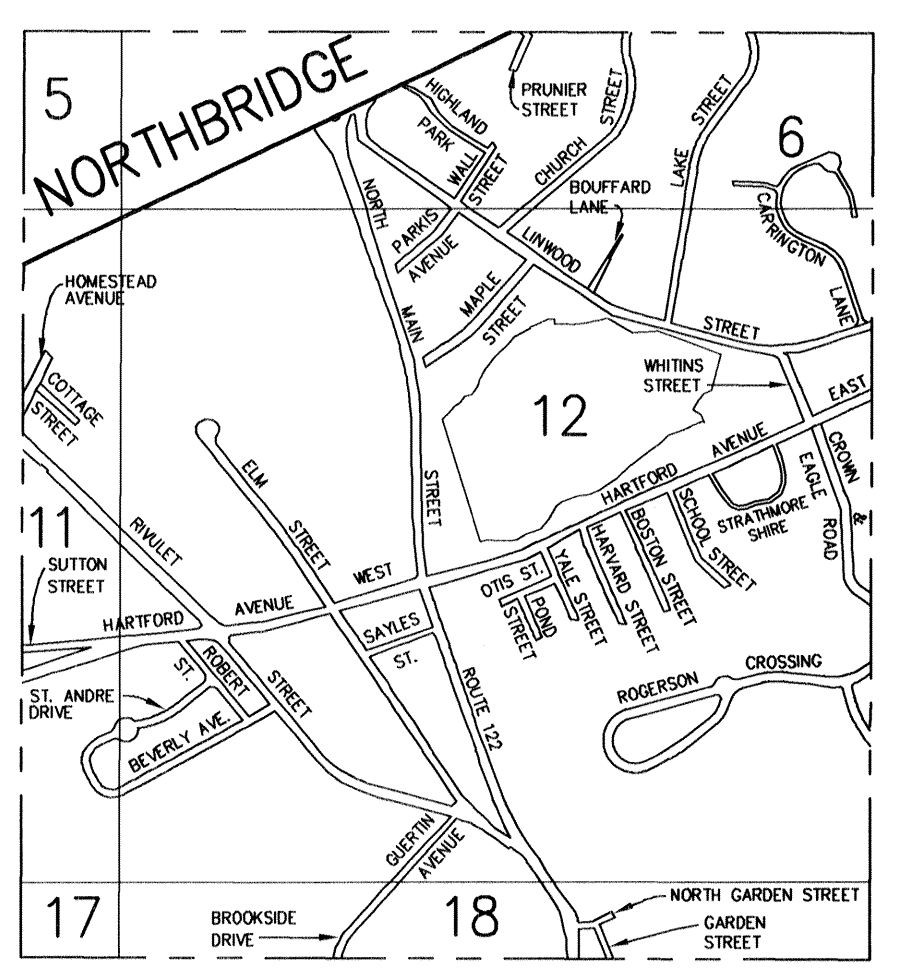 5
NORTHBRIDGE
HIGHLAND
PARK
WALL
STREET
PRUNIER
STREET
CHURCH
STREET
LAKE
STREET
6
BOUFFARD
LANE
CARRINGTON
LANE
NORTH
MAIN
STREET
PARKIS
AVENUE
LINWOOD
STREET
MAPLE
STREET
HOMESTEAD
AVENUE
COTTAGE
STREET
WHITINS
STREET
EAST
12
HARTFORD
AVENUE
CROWN
&
EAGLE
ROAD
STRATHMORE
SHIRE
SCHOOL STREET
BOSTON STREET
HARVARD STREET
YALE STREET
OTIS ST.
POND
STREET
ELM
STREET
11
RIVULET
STREET
SUTTON
STREET
HARTFORD
AVENUE
WEST
SAYLES
ST.
ROBERT
ST.
ST. ANDRE
DRIVE
BEVERLY AVE.
ROUTE 122
ROGERSON
CROSSING
GUERTIN
AVENUE
17
18
BROOKSIDE
DRIVE
NORTH GARDEN STREET
GARDEN
STREET